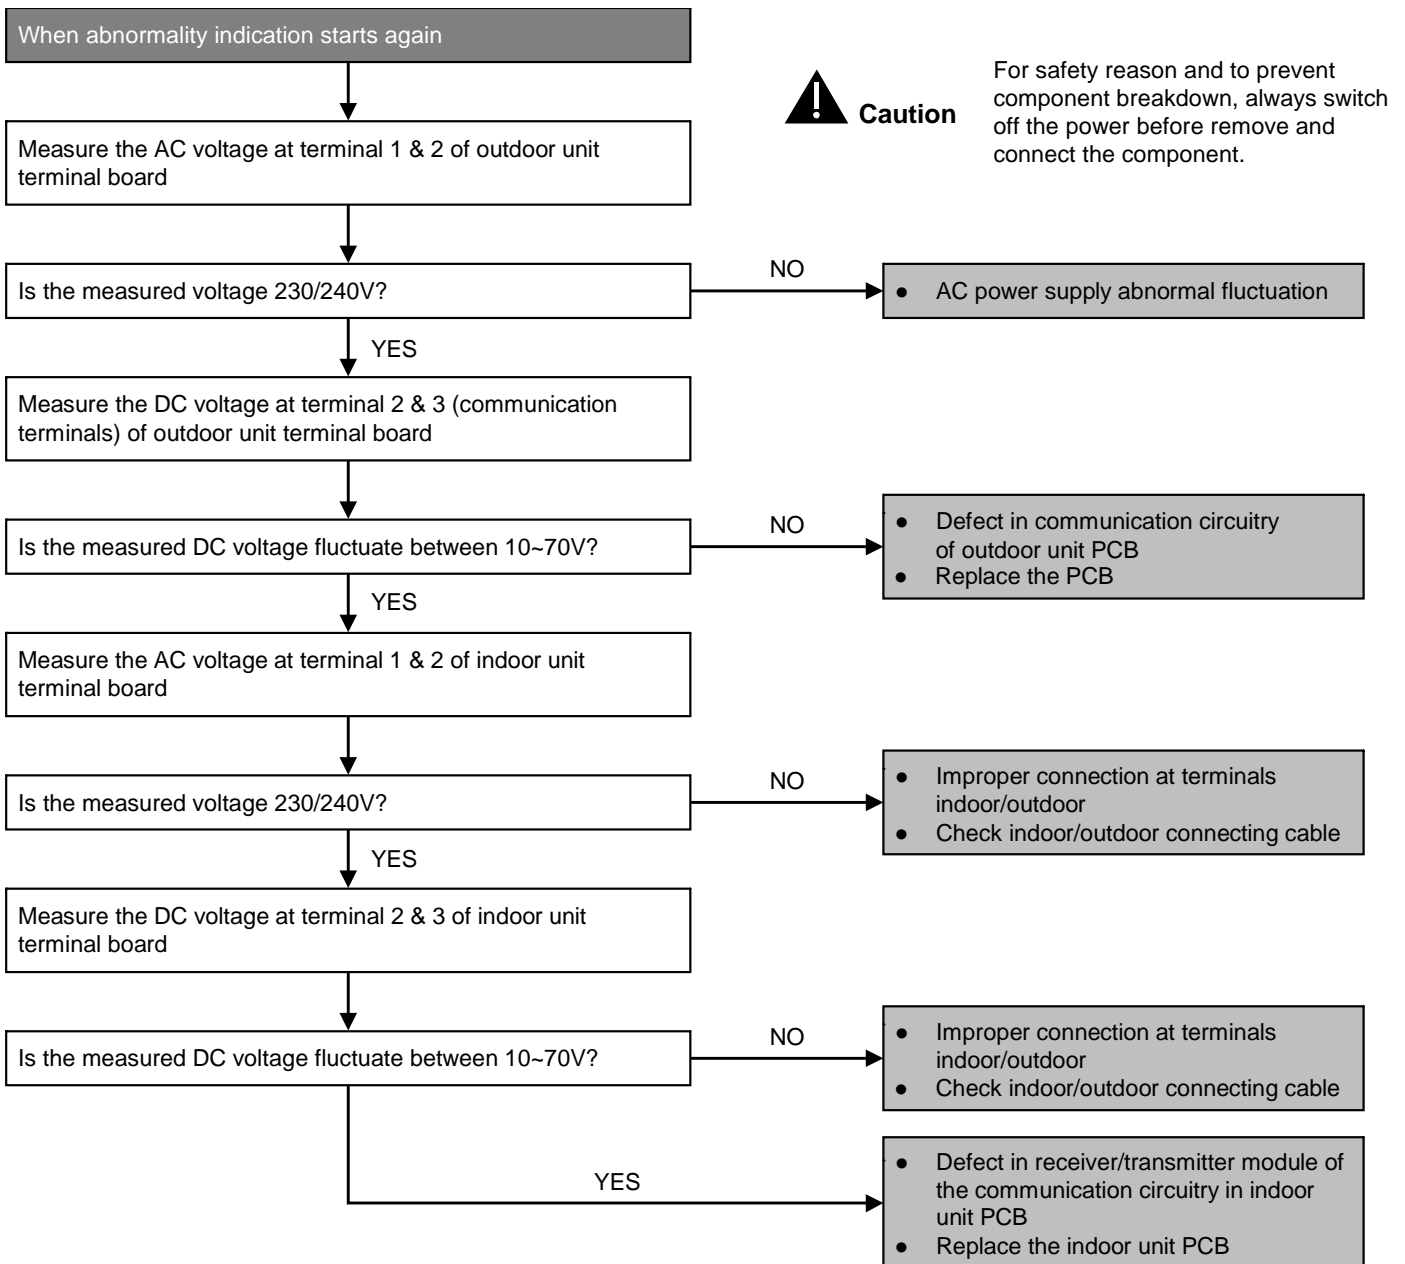 When abnormality indication starts again
Caution
For safety reason and to prevent
component breakdown, always switch
off the power before remove and
connect the component.
Measure the AC voltage at terminal 1 & 2 of outdoor unit
terminal board
Is the measured voltage 230/240V?
NO
● AC power supply abnormal fluctuation
YES
Measure the DC voltage at terminal 2 & 3 (communication
terminals) of outdoor unit terminal board
Is the measured DC voltage fluctuate between 10~70V?
NO
● Defect in communication circuitry
of outdoor unit PCB
● Replace the PCB
YES
Measure the AC voltage at terminal 1 & 2 of indoor unit
terminal board
Is the measured voltage 230/240V?
NO
● Improper connection at terminals
indoor/outdoor
● Check indoor/outdoor connecting cable
YES
Measure the DC voltage at terminal 2 & 3 of indoor unit
terminal board
Is the measured DC voltage fluctuate between 10~70V?
NO
● Improper connection at terminals
indoor/outdoor
● Check indoor/outdoor connecting cable
YES
● Defect in receiver/transmitter module of
the communication circuitry in indoor
unit PCB
● Replace the indoor unit PCB